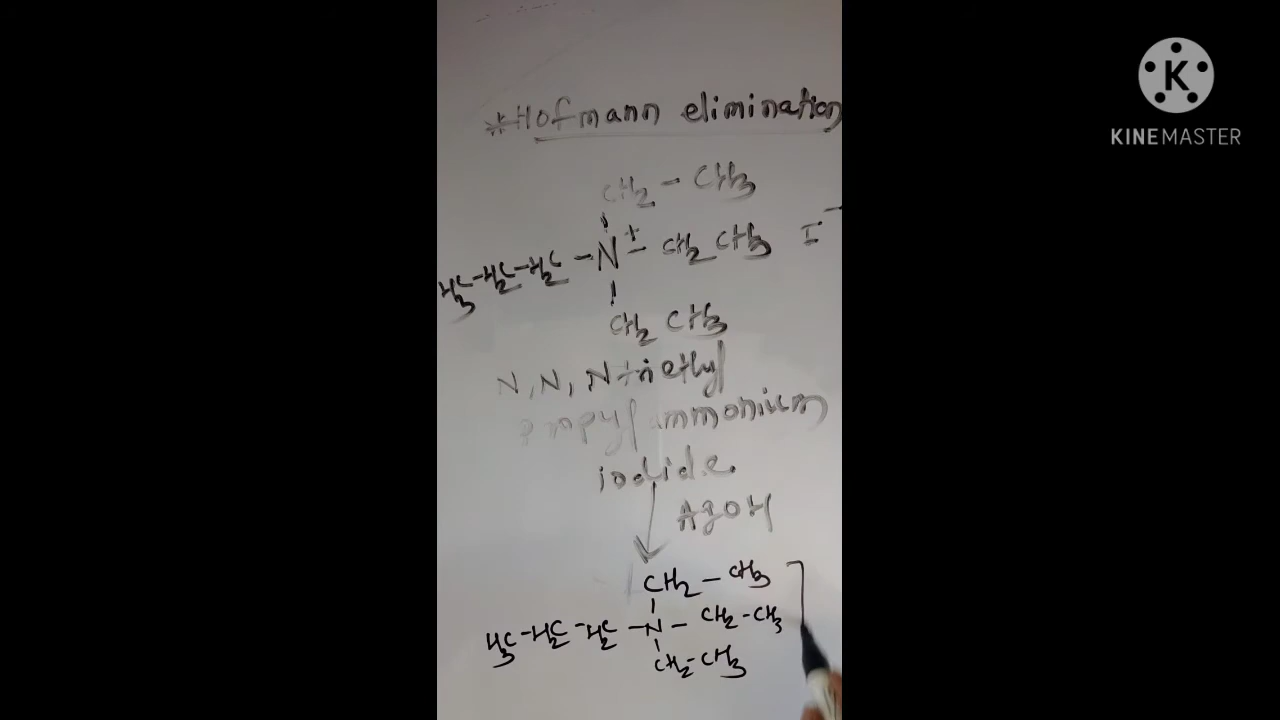 *Hofmann elimination
CH2 - CH3
H3C-H2C-H2C -N+- CH2 CH3 I-
CH2 CH3
N, N, N triethyl
propyl ammonium
iodide.
AgOH
CH2 - CH3
H3C-H2C-H2C -N- CH2-CH3
CH2-CH3
K
KINEMASTER